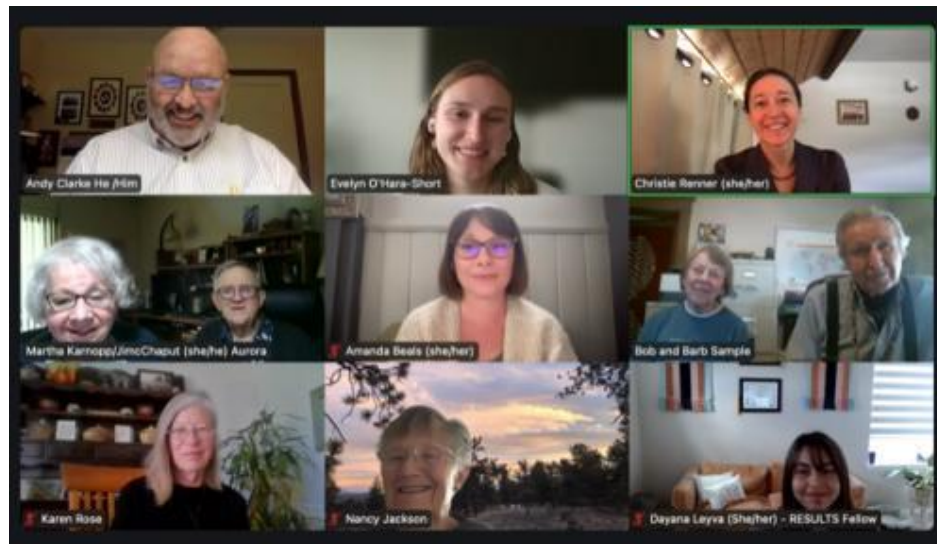 Andy Clarke He /Him
Evelyn O'Hara-Short
Christie Renner (she/her)
Martha Karnopp/JimcChaput (she/he) Aurora
Amanda Beals (she/her)
Bob and Barb Sample
Karen Rose
Nancy Jackson
Dayana Leyva (She/her) - RESULTS Fellow